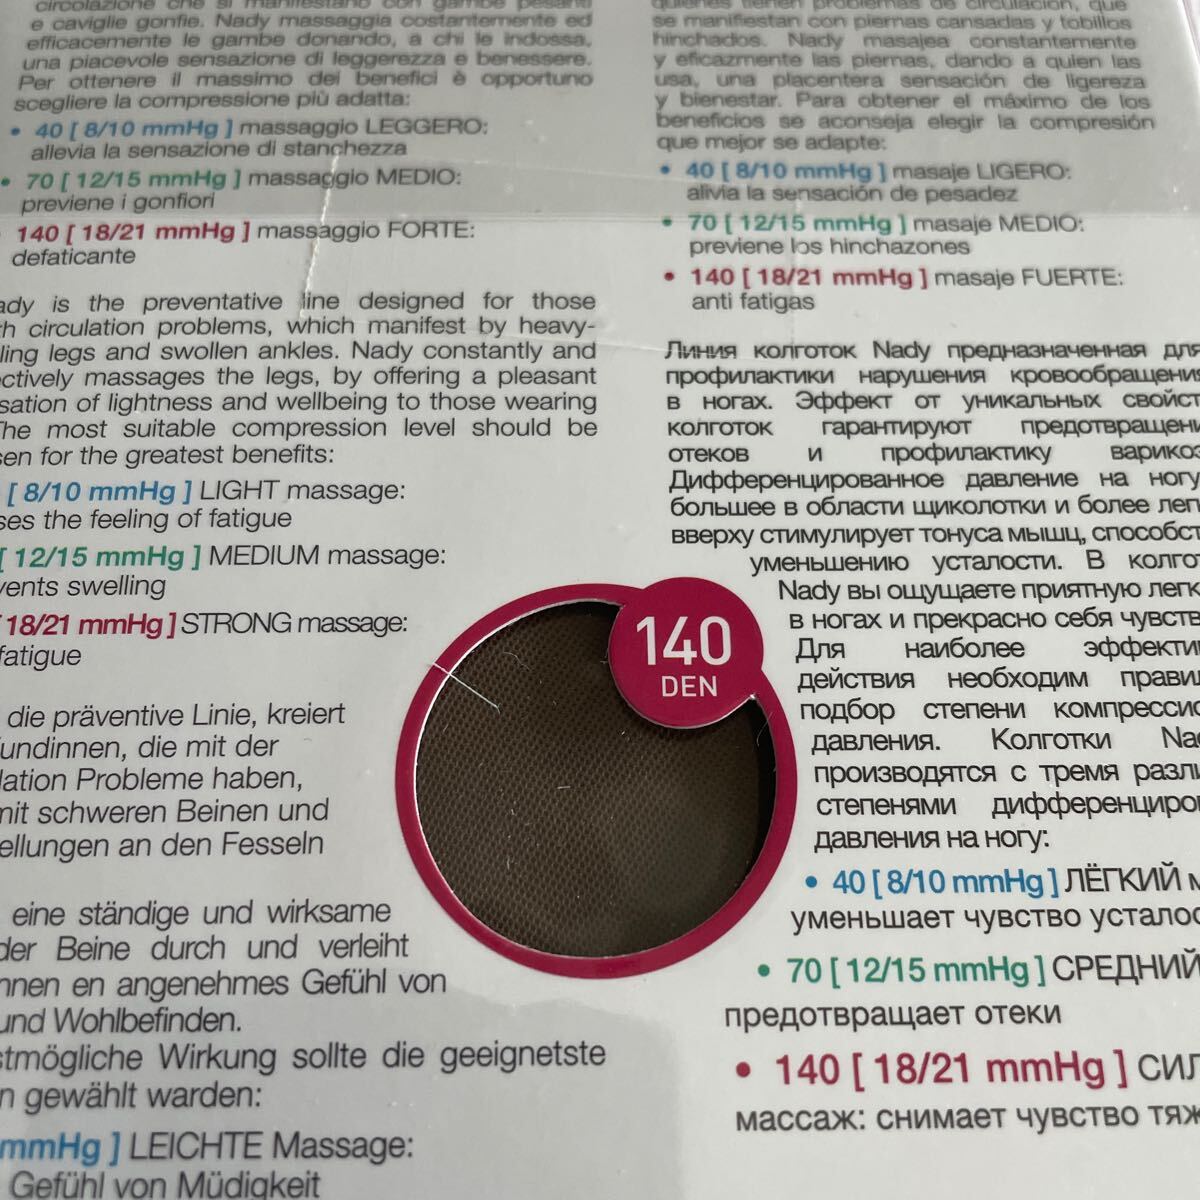 circolazione che si manifestano con gambe pesanti
e caviglie gonfie. Nady massaggia costantemente ed
efficacemente le gambe donando, a chi le indossa,
una piacevole sensazione di leggerezza e benessere.
Per ottenere il massimo dei benefici è opportuno
scegliere la compressione più adatta:
• 40 [ 8/10 mmHg ] massaggio LEGGERO:
allevia la sensazione di stanchezza
• 70 [ 12/15 mmHg ] massaggio MEDIO:
previene i gonfiori
140 [ 18/21 mmHg ] massaggio FORTE:
defaticante
ady is the preventative line designed for those
th circulation problems, which manifest by heavy-
ling legs and swollen ankles. Nady constantly and
ectively massages the legs, by offering a pleasant
sation of lightness and wellbeing to those wearing
The most suitable compression level should be
sen for the greatest benefits:
[ 8/10 mmHg ] LIGHT massage:
ses the feeling of fatigue
[ 12/15 mmHg ] MEDIUM massage:
vents swelling
[ 18/21 mmHg ] STRONG massage:
fatigue
die präventive Linie, kreiert
undinnen, die mit der
lation Probleme haben,
mit schweren Beinen und
ellungen an den Fesseln
eine ständige und wirksame
der Beine durch und verleiht
nnen en angenehmes Gefühl von
und Wohlbefinden.
stmögliche Wirkung sollte die geeignetste
n gewählt warden:
mmHg ] LEICHTE Massage:
Gefühl von Müdigkeit
quienes tienen problemas de circulación, que
se manifiestan con piernas cansadas y tobillos
hinchados. Nady masajea constantemente
y eficazmente las piernas, dando a quien las
usa, una placentera sensación de ligereza
y bienestar. Para obtener el máximo de los
beneficios se aconseja elegir la compresión
que mejor se adapte:
• 40 [ 8/10 mmHg ] masaje LIGERO:
alivia la sensación de pesadez
• 70 [ 12/15 mmHg ] masaje MEDIO:
previene los hinchazones
• 140 [ 18/21 mmHg ] masaje FUERTE:
anti fatigas
Линия колготок Nady предназначенная для
профилактики нарушения кровообращения
в ногах. Эффект от уникальных свойст
колготок гарантируют предотвращени
отеков и профилактику варикоз
Дифференцированное давление на ногу
большее в области щиколотки и более лег
вверху стимулирует тонуса мышц, способст
уменьшению усталости. В колго
Nady вы ощущаете приятную легк
в ногах и прекрасно себя чувств
Для наиболее эффекти
действия необходим правил
подбор степени компрессио
давления. Колготки Na
производятся с тремя разли
степенями дифференциро
давления на ногу:
• 40 [ 8/10 mmHg ] ЛЁГКИЙ м
уменьшает чувство усталос
• 70 [ 12/15 mmHg ] СРЕДНИЙ
предотвращает отеки
• 140 [ 18/21 mmHg ] СИЛ
массаж: снимает чувство тяж
140
DEN